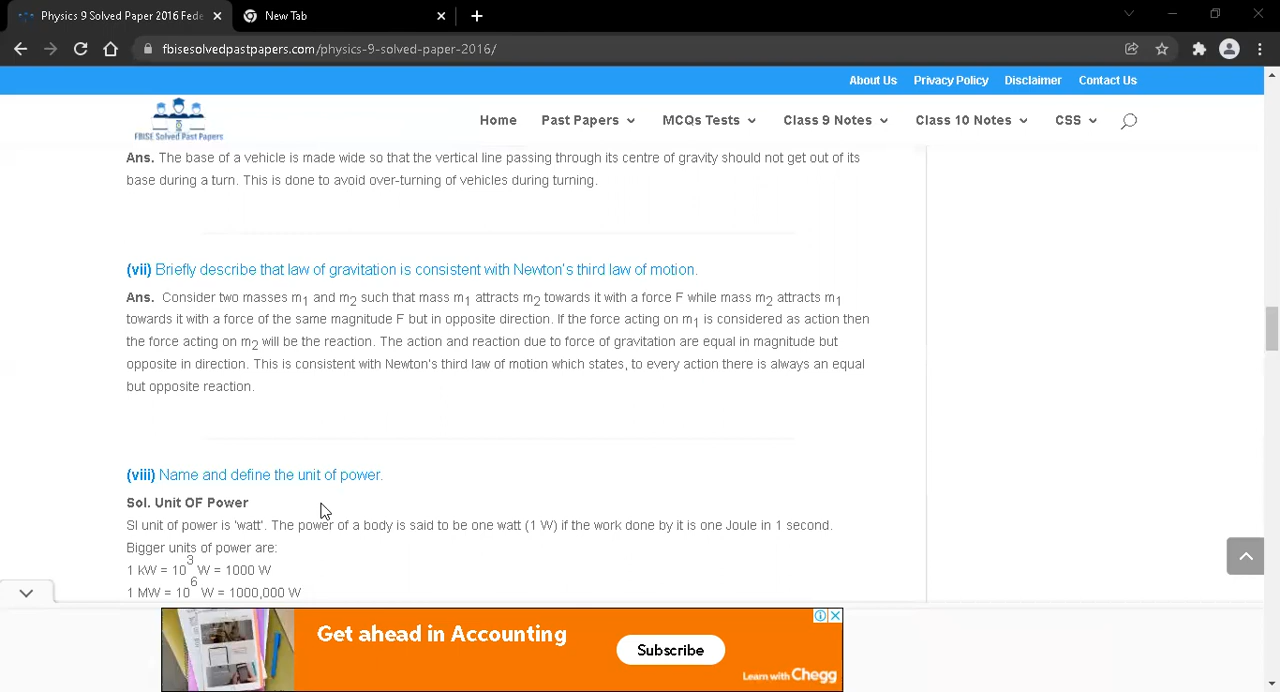 Physics 9 Solved Paper 2016 Fede
New Tab
fbisesolvedpastpapers.com/physics-9-solved-paper-2016/
About Us Privacy Policy Disclaimer Contact Us
FBISE Solved Past Papers
Home Past Papers MCQs Tests Class 9 Notes Class 10 Notes CSS
Ans. The base of a vehicle is made wide so that the vertical line passing through its centre of gravity should not get out of its
base during a turn. This is done to avoid over-turning of vehicles during turning.
(vii) Briefly describe that law of gravitation is consistent with Newton's third law of motion.
Ans. Consider two masses m1 and m2 such that mass m1 attracts m2 towards it with a force F while mass m2 attracts m1
towards it with a force of the same magnitude F but in opposite direction. If the force acting on m1 is considered as action then
the force acting on m2 will be the reaction. The action and reaction due to force of gravitation are equal in magnitude but
opposite in direction. This is consistent with Newton's third law of motion which states, to every action there is always an equal
but opposite reaction.
(viii) Name and define the unit of power.
Sol. Unit OF Power
SI unit of power is 'watt'. The power of a body is said to be one watt (1 W) if the work done by it is one Joule in 1 second.
Bigger units of power are:
1 kW = 10³ W = 1000 W
1 MW = 10⁶ W = 1000,000 W
Get ahead in Accounting
Subscribe
Learn with Chegg